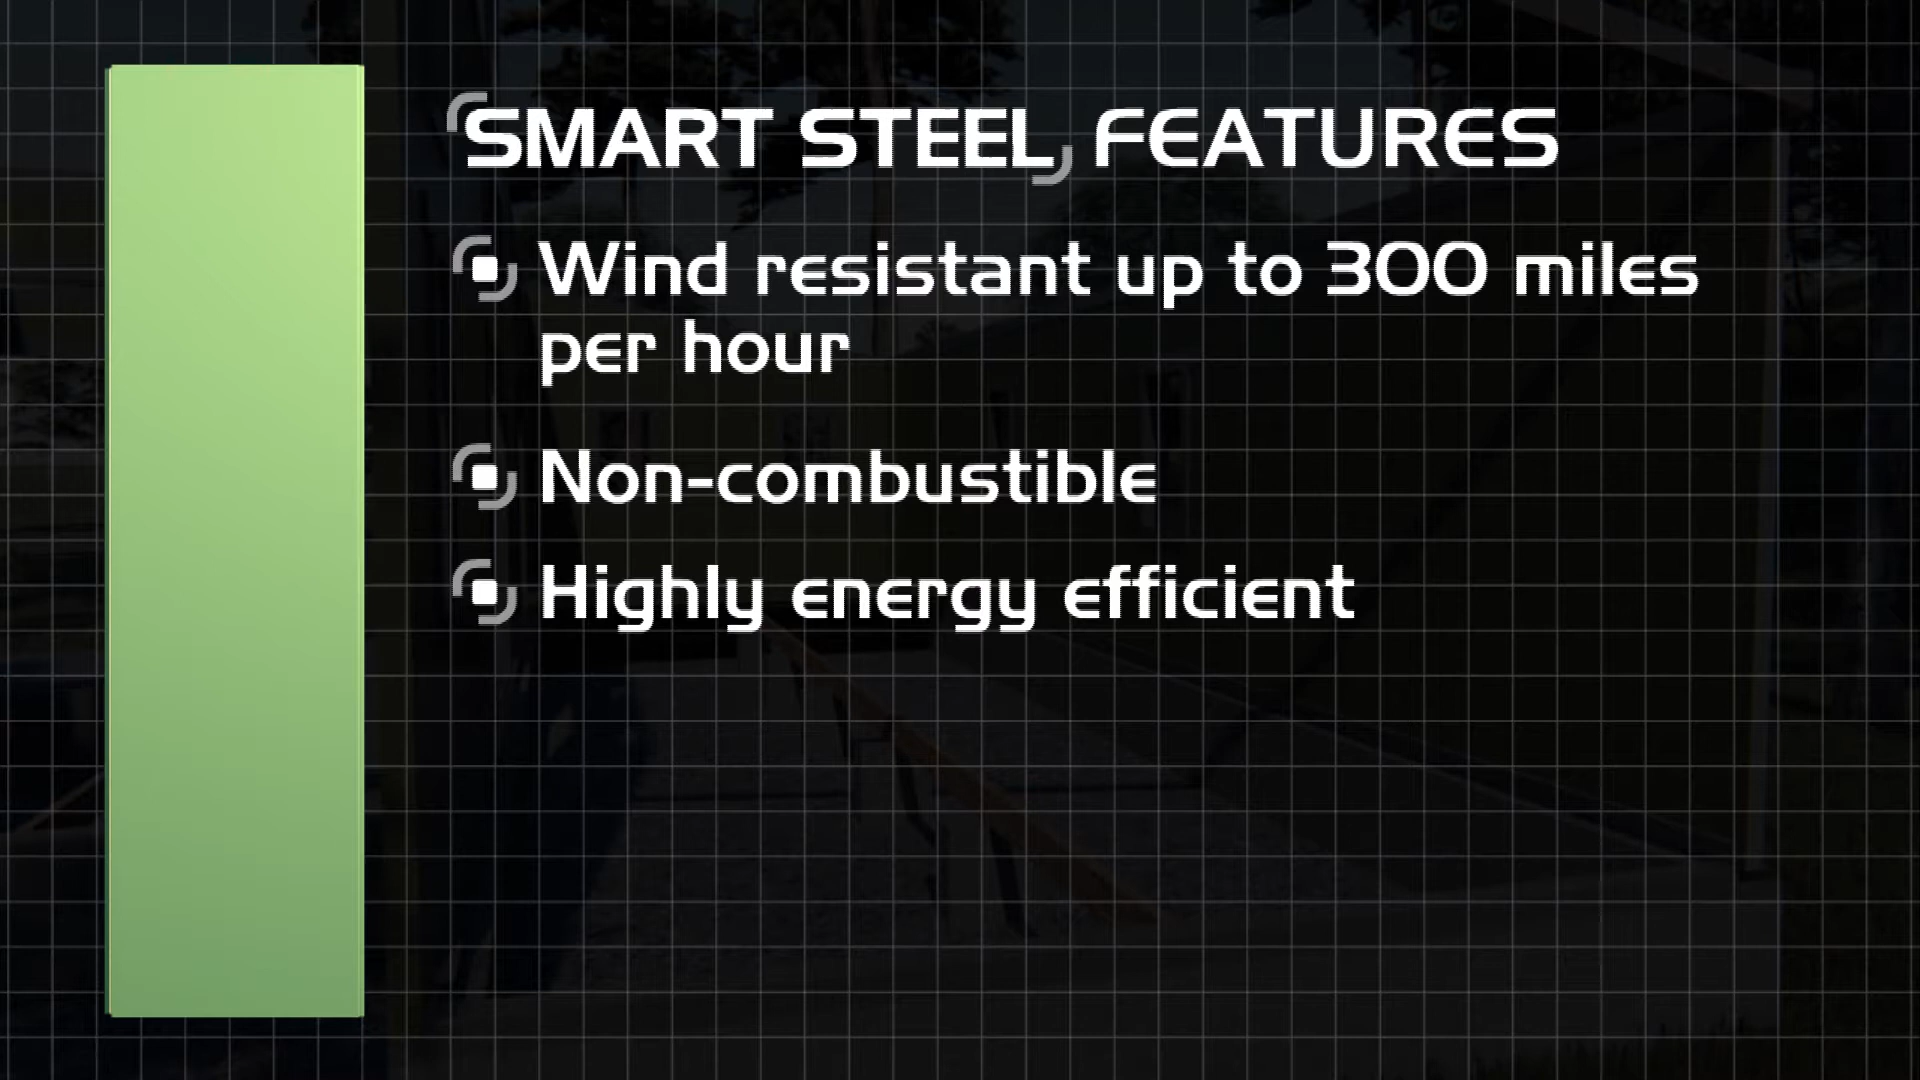 SMART STEEL FEATURES
Wind resistant up to 300 miles
per hour
Non-combustible
Highly energy efficient